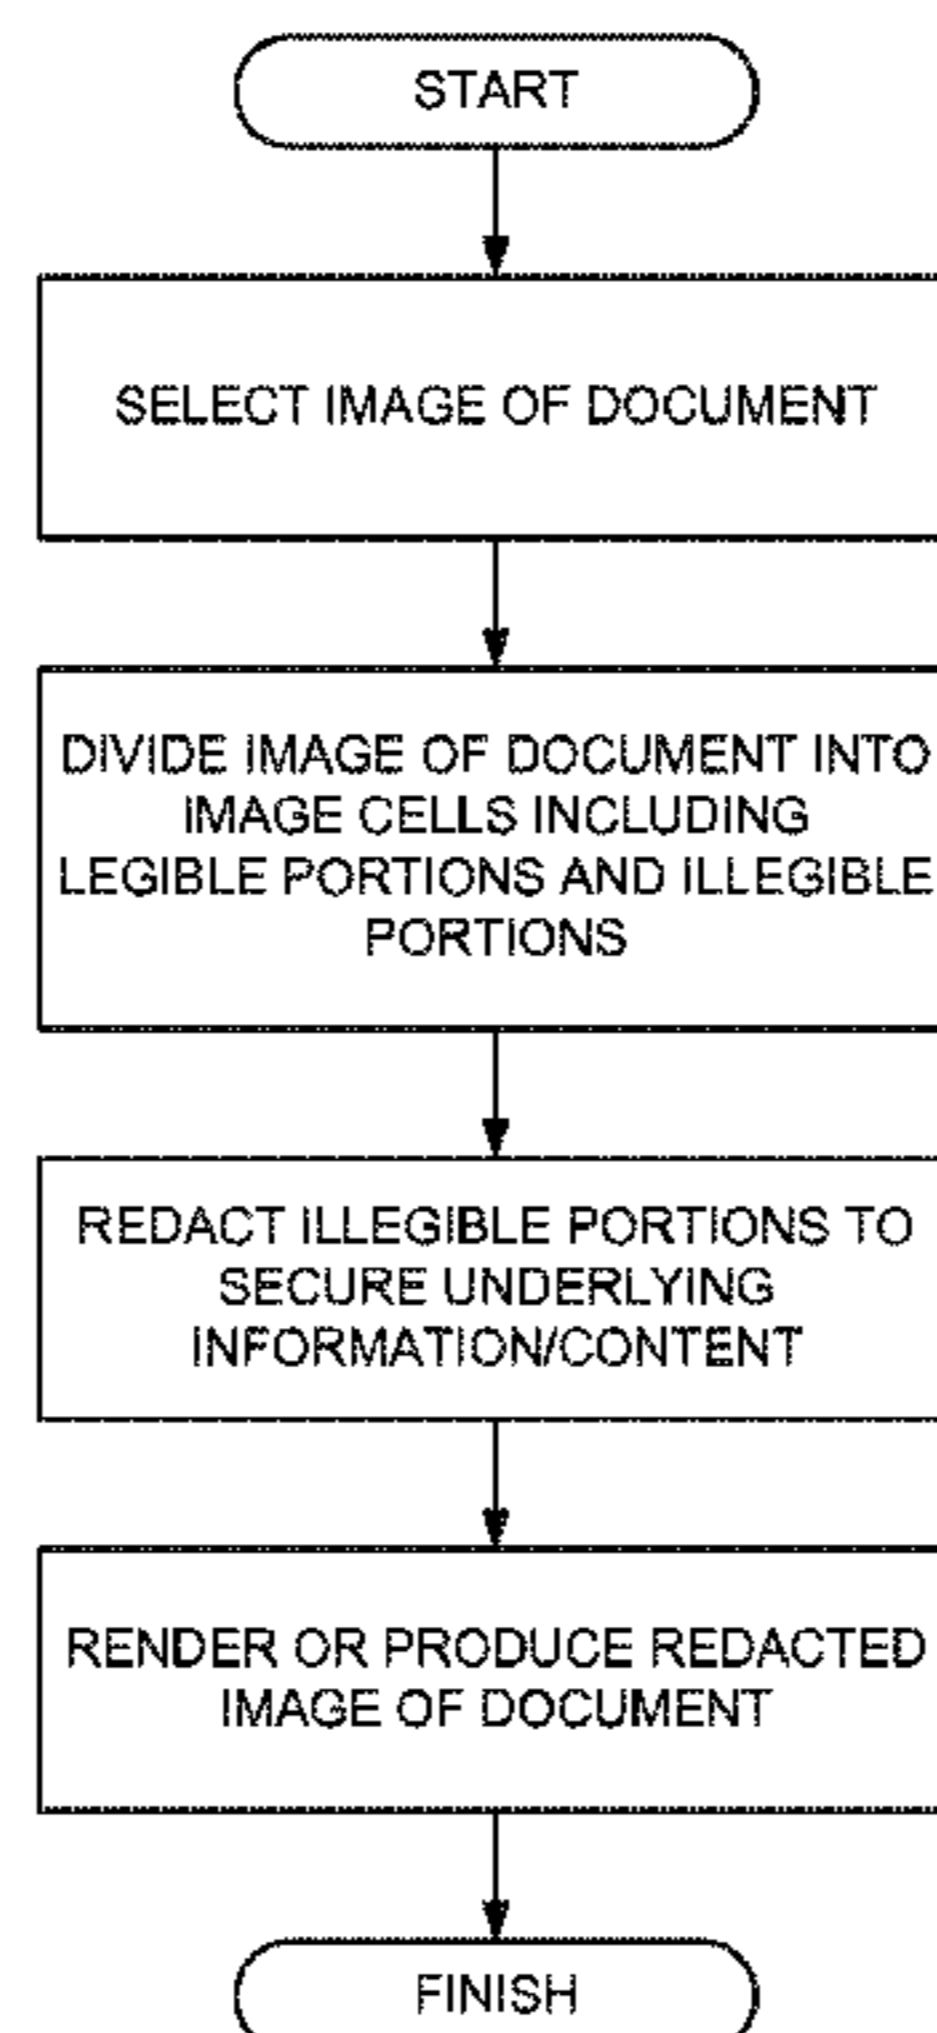 START
SELECT IMAGE OF DOCUMENT
DIVIDE IMAGE OF DOCUMENT INTO
IMAGE CELLS INCLUDING
LEGIBLE PORTIONS AND ILLEGIBLE
PORTIONS
REDACT ILLEGIBLE PORTIONS TO
SECURE UNDERLYING
INFORMATION/CONTENT
RENDER OR PRODUCE REDACTED
IMAGE OF DOCUMENT
FINISH